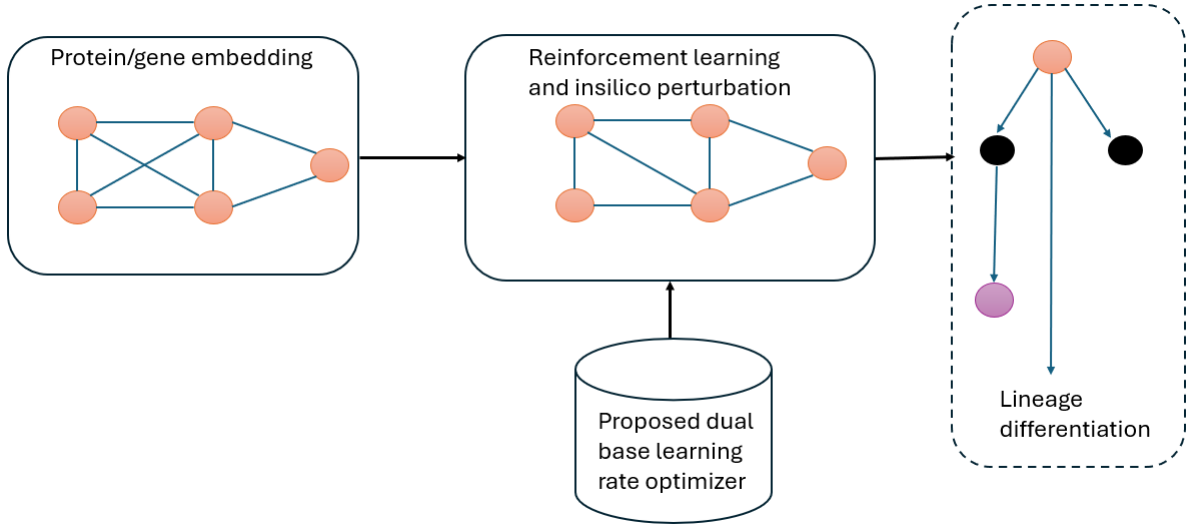 Protein/gene embedding
Reinforcement learning
and insilico perturbation
Proposed dual
base learning
rate optimizer
Lineage
differentiation